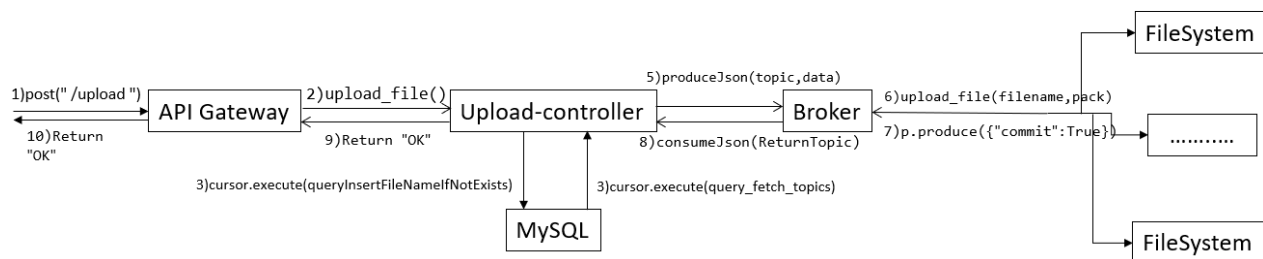 FileSystem
1)post(" /upload ")
API Gateway
2)upload_file()
Upload-controller
5)produceJson(topic,data)
Broker
6)upload_file(filename,pack)
10)Return
"OK"
9)Return "OK"
8)consumeJson(ReturnTopic)
7)p.produce({"commit":True})
............
3)cursor.execute(queryInsertFileNameIfNotExists)
3)cursor.execute(query_fetch_topics)
MySQL
FileSystem